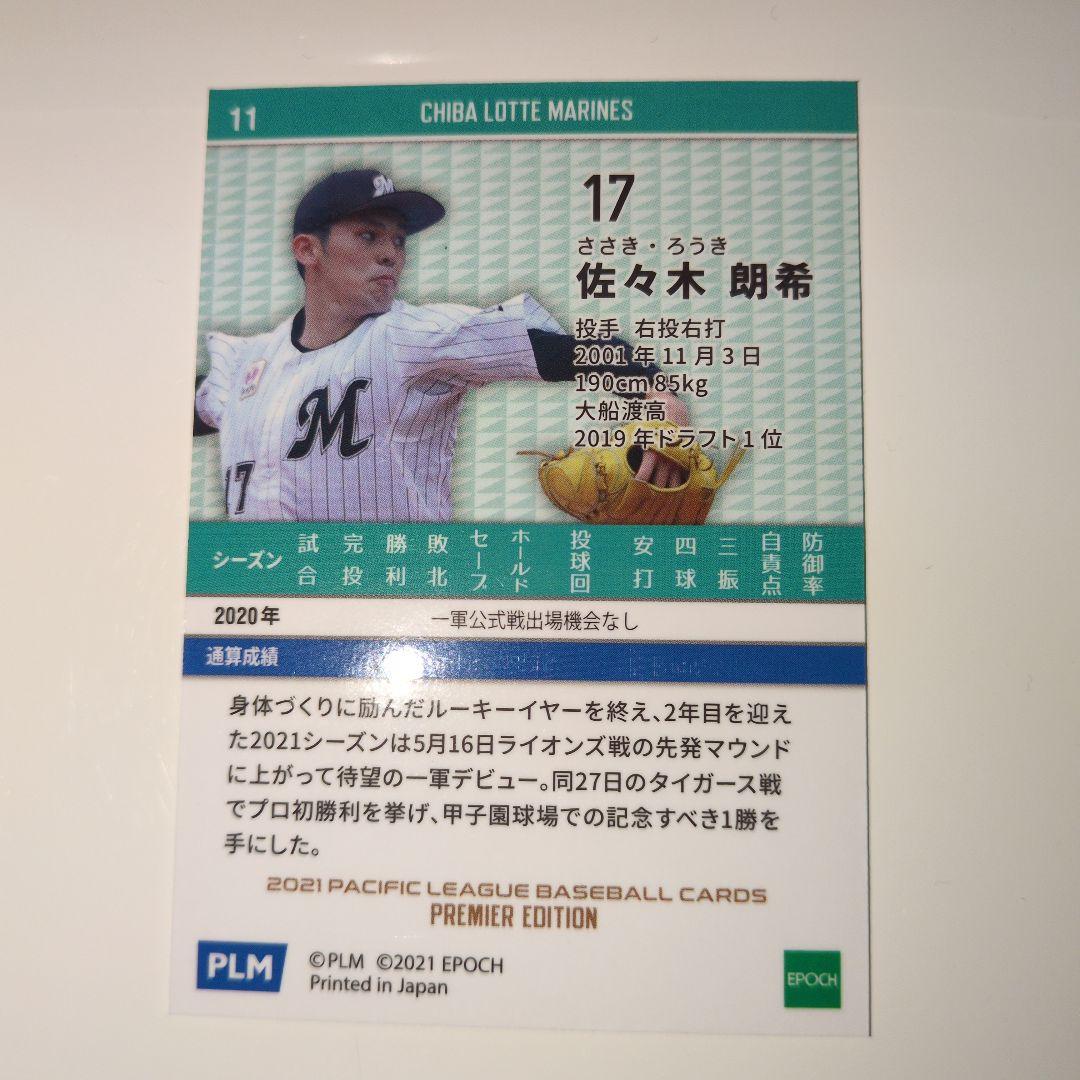 11
CHIBA LOTTE MARINES
17
ささき・ろうき
佐々木 朗希
投手 右投右打
2001年11月3日
190cm 85kg
大船渡高
2019年ドラフト1位
M
M
17
シーズン 試合 完投 勝利 敗北 セーブ ホールド 投球回 安打 四球 三振 自責点 防御率
2020年 一軍公式戦出場機会なし
通算成績
身体づくりに励んだルーキーイヤーを終え、2年目を迎え
た2021シーズンは5月16日ライオンズ戦の先発マウンド
に上がって待望の一軍デビュー。同27日のタイガース戦
でプロ初勝利を挙げ、甲子園球場での記念すべき1勝を
手にした。
2021 PACIFIC LEAGUE BASEBALL CARDS
PREMIER EDITION
PLM
©PLM ©2021 EPOCH
Printed in Japan
EPOCH